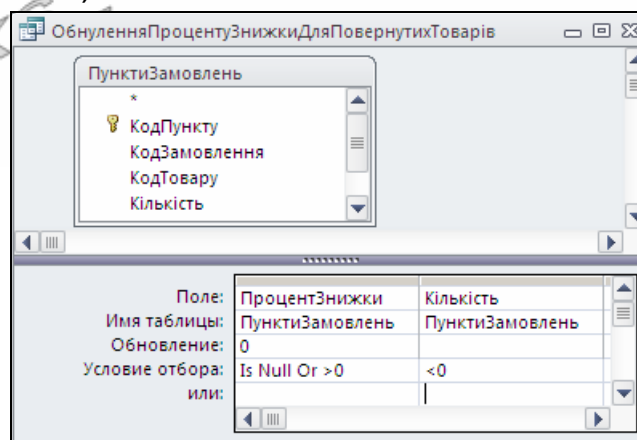 ОбнуленняПроцентуЗнижкиДляПовернутихТоварів
ПунктиЗамовлень
*
КодПункту
КодЗамовлення
КодТовару
Кількість
Поле: ПроцентЗнижки Кількість
Имя таблицы: ПунктиЗамовлень ПунктиЗамовлень
Обновление: 0
Условие отбора: Is Null Or >0 <0
или: